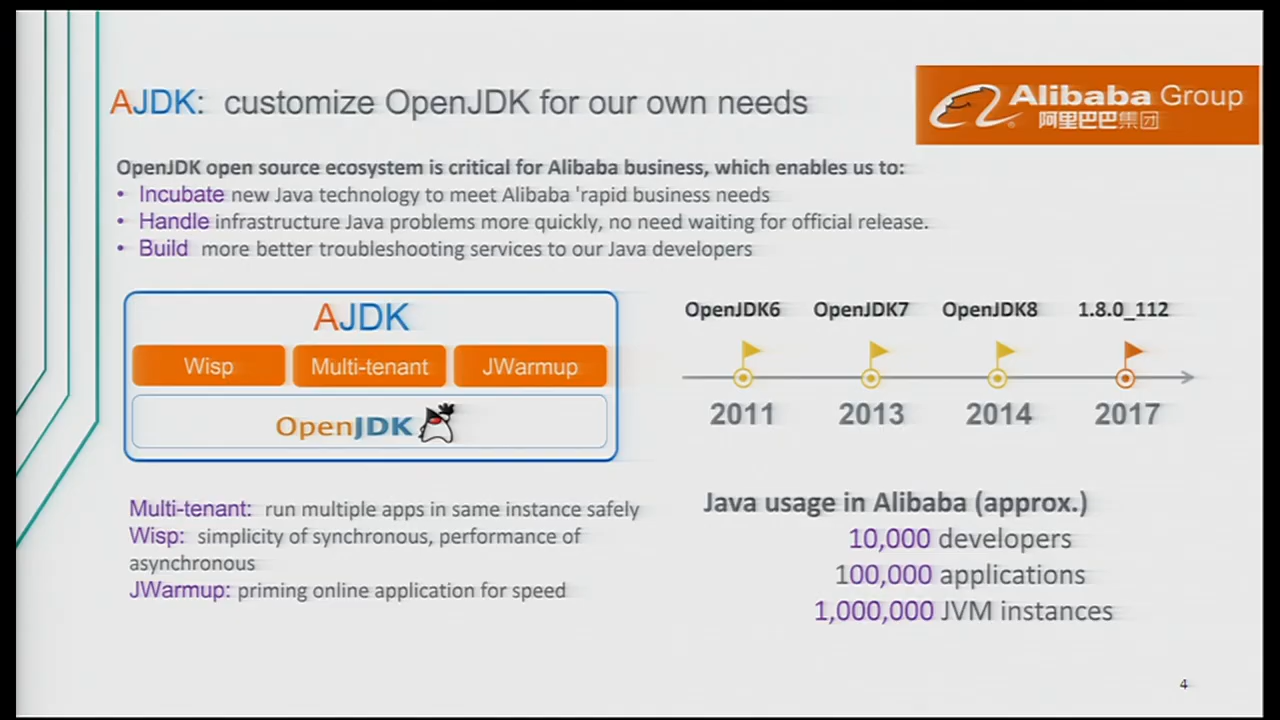 AJDK: customize OpenJDK for our own needs
Alibaba Group
阿里巴巴集团
OpenJDK open source ecosystem is critical for Alibaba business, which enables us to:
• Incubate new Java technology to meet Alibaba 'rapid business needs
• Handle infrastructure Java problems more quickly, no need waiting for official release.
• Build more better troubleshooting services to our Java developers
AJDK
Wisp Multi-tenant JWarmup
OpenJDK
OpenJDK6 OpenJDK7 OpenJDK8 1.8.0_112
2011 2013 2014 2017
Multi-tenant: run multiple apps in same instance safely
Wisp: simplicity of synchronous, performance of
asynchronous
JWarmup: priming online application for speed
Java usage in Alibaba (approx.)
10,000 developers
100,000 applications
1,000,000 JVM instances
4